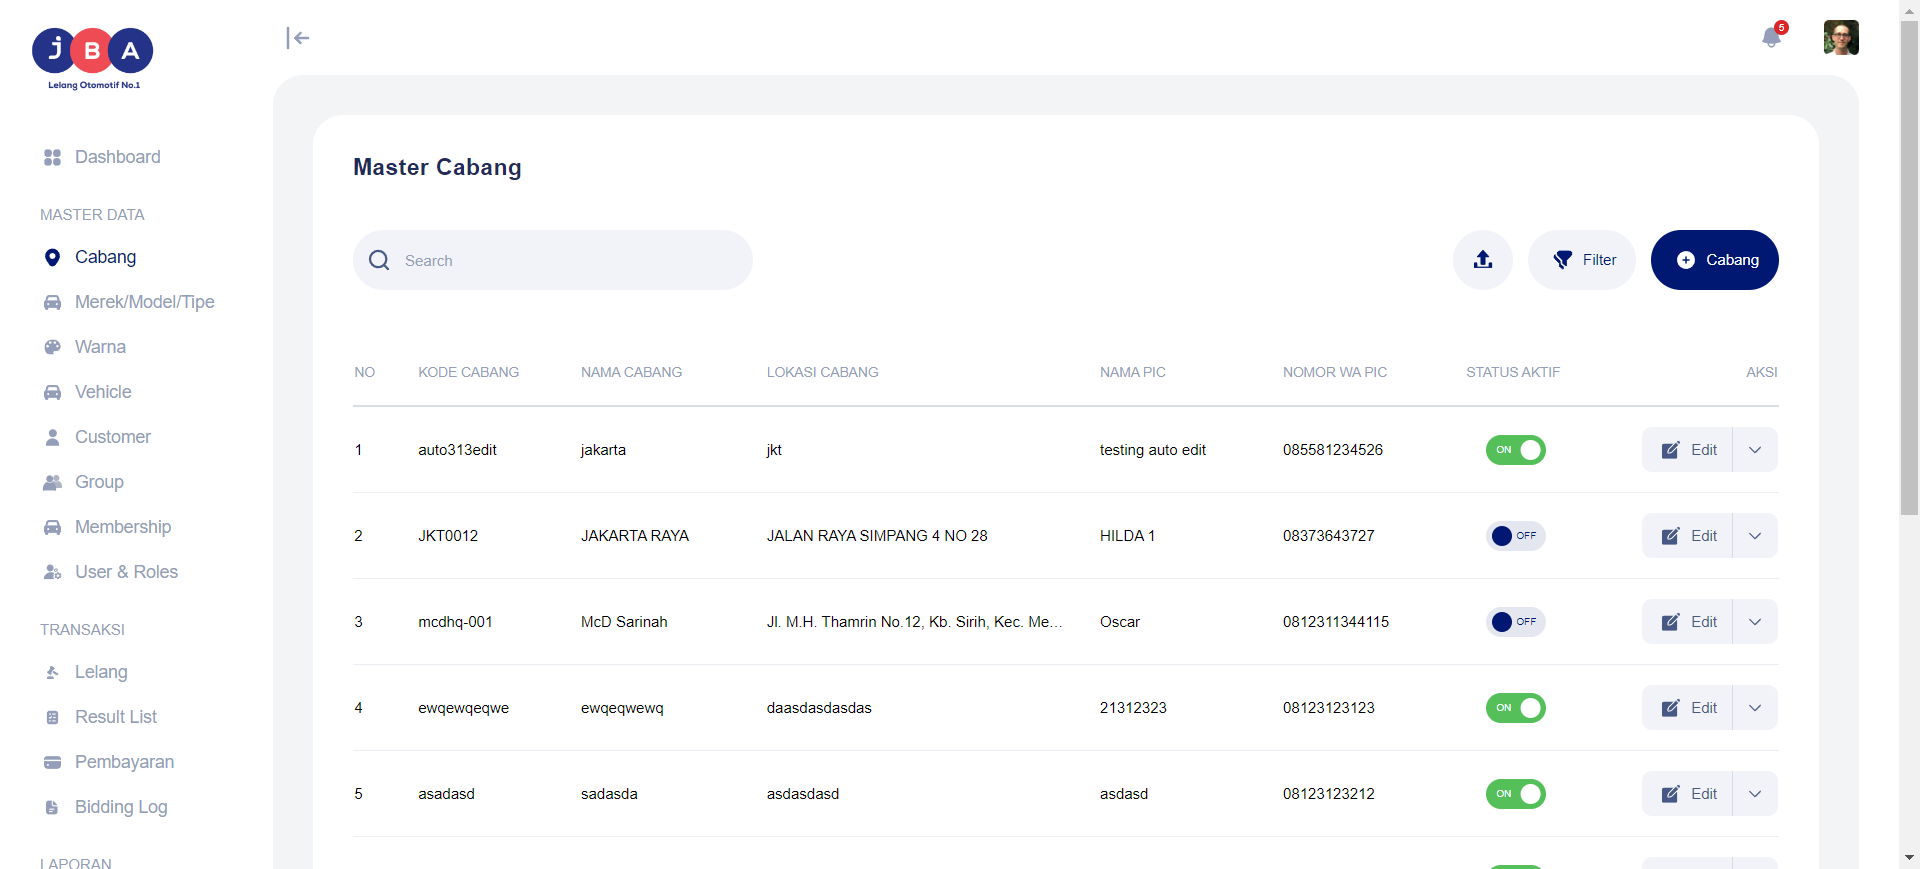 JBA
Lelang Otomotif No.1
5
Dashboard
MASTER DATA
Cabang
Merek/Model/Tipe
Warna
Vehicle
Customer
Group
Membership
User & Roles
TRANSAKSI
Lelang
Result List
Pembayaran
Bidding Log
LAPORAN
Master Cabang
Search
Filter
Cabang
NO KODE CABANG NAMA CABANG LOKASI CABANG NAMA PIC NOMOR WA PIC STATUS AKTIF AKSI
1 auto313edit jakarta jkt testing auto edit 085581234526 ON Edit
2 JKT0012 JAKARTA RAYA JALAN RAYA SIMPANG 4 NO 28 HILDA 1 08373643727 OFF Edit
3 mcdhq-001 McD Sarinah Jl. M.H. Thamrin No.12, Kb. Sirih, Kec. Me... Oscar 0812311344115 OFF Edit
4 ewqewqeqwe ewqeqwewq daasdasdasdas 21312323 08123123123 ON Edit
5 asadasd sadasda asdasdasd asdasd 08123123212 ON Edit